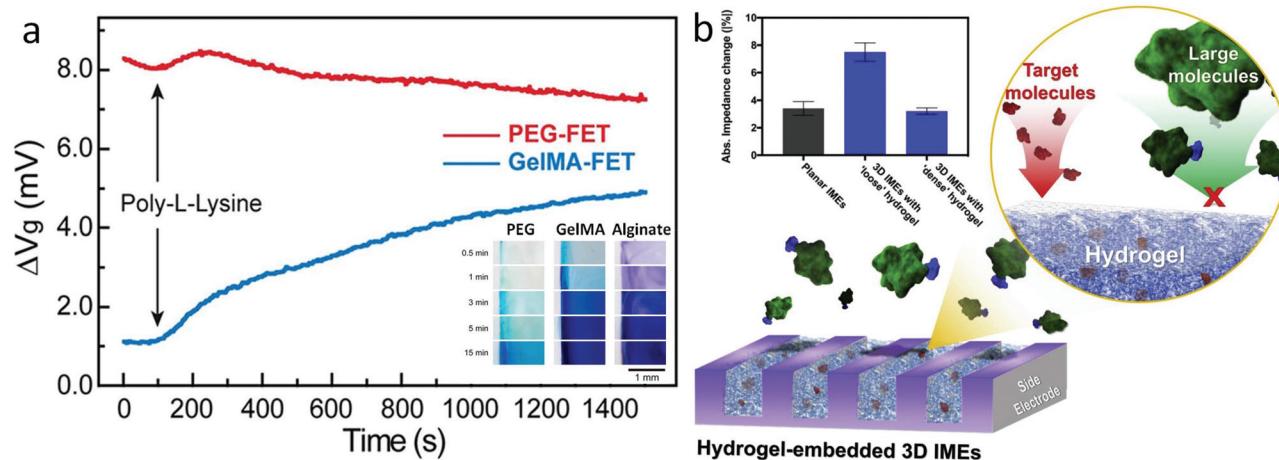 a
ΔVg (mV)
8.0
6.0
4.0
2.0
0.0
Poly-L-Lysine
PEG-FET
GelMA-FET
PEG GelMA Alginate
0.5 min
1 min
3 min
5 min
15 min
1 mm
0 200 400 600 800 1000 1200 1400
Time (s)
b
Abs. Impedance change (|%|)
10
8
6
4
2
0
Planar IMEs
3D IMEs with
'loose' hydrogel
3D IMEs with
'dense' hydrogel
Target
molecules
Large
molecules
X
Hydrogel
Side
Electrode
Hydrogel-embedded 3D IMEs